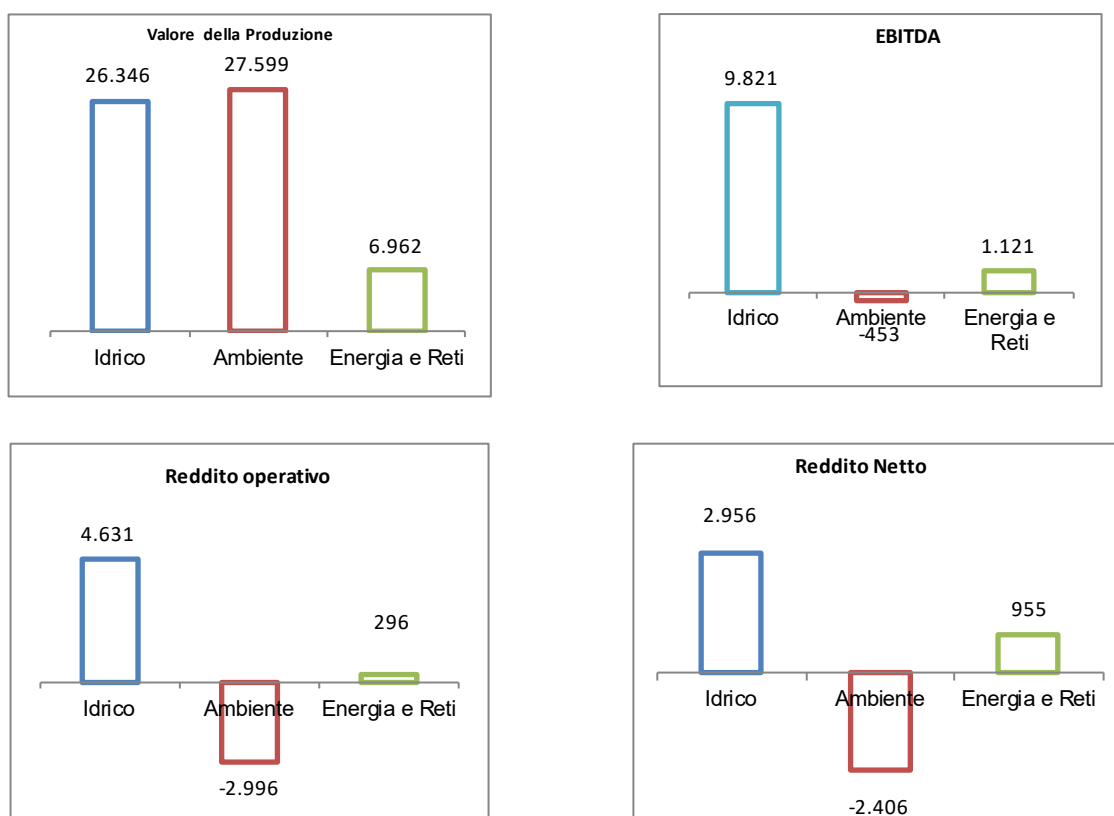 Valore della Produzione
26.346
27.599
6.962
Idrico
Ambiente
Energia e Reti
EBITDA
9.821
-453
1.121
Idrico
Ambiente
Energia e
Reti
Reddito operativo
4.631
-2.996
296
Idrico
Ambiente
Energia e Reti
Reddito Netto
2.956
-2.406
955
Idrico
Ambiente
Energia e Reti